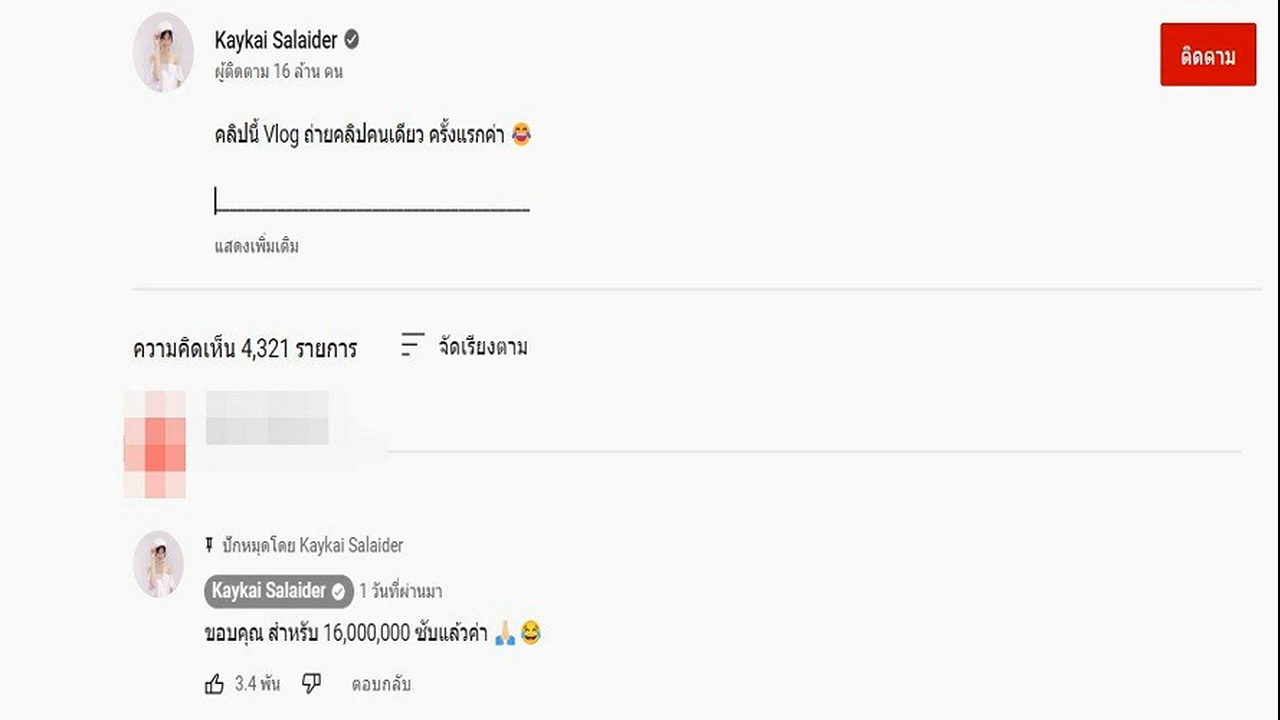 Kaykai Salaider
ผู้ติดตาม 16 ล้าน คน
ติดตาม
คลิปนี้ Vlog ถ่ายคลิปคนเดียว ครั้งแรกค่า 😂
แสดงเพิ่มเติม
ความคิดเห็น 4,321 รายการ
จัดเรียงตาม
ปักหมุดโดย Kaykai Salaider
Kaykai Salaider 1 วันที่ผ่านมา
ขอบคุณ สำหรับ 16,000,000 ซับแล้วค่า 🙏😂
3.4 พัน ตอบกลับ